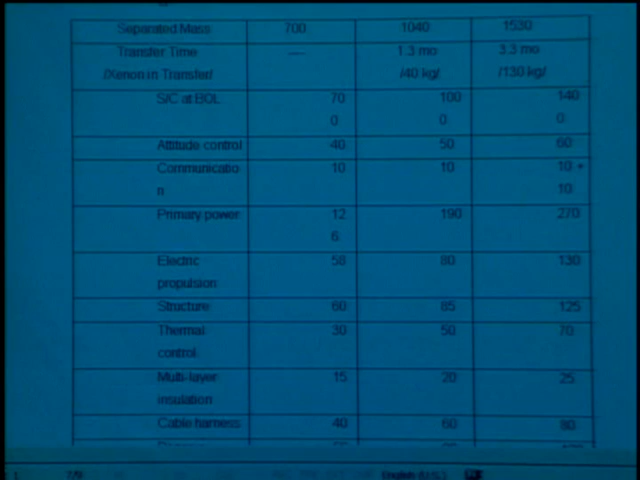 Separated Mass 700 1040 1530
Transfer Time ---- 1.3 mo 3.3 mo
/Xenon in Transfer/ /40 kg/ /130 kg/
S/C at BOL 70 100 140
0 0 0
Attitude control 40 50 60
Communicatio 10 10 10 +
n 10
Primary power 12 190 270
6
Electric 58 80 130
propulsion
Structure 60 85 125
Thermal 30 50 70
control
Multi-layer 15 20 25
insulation
Cable harness 40 60 80
English (U.S.)